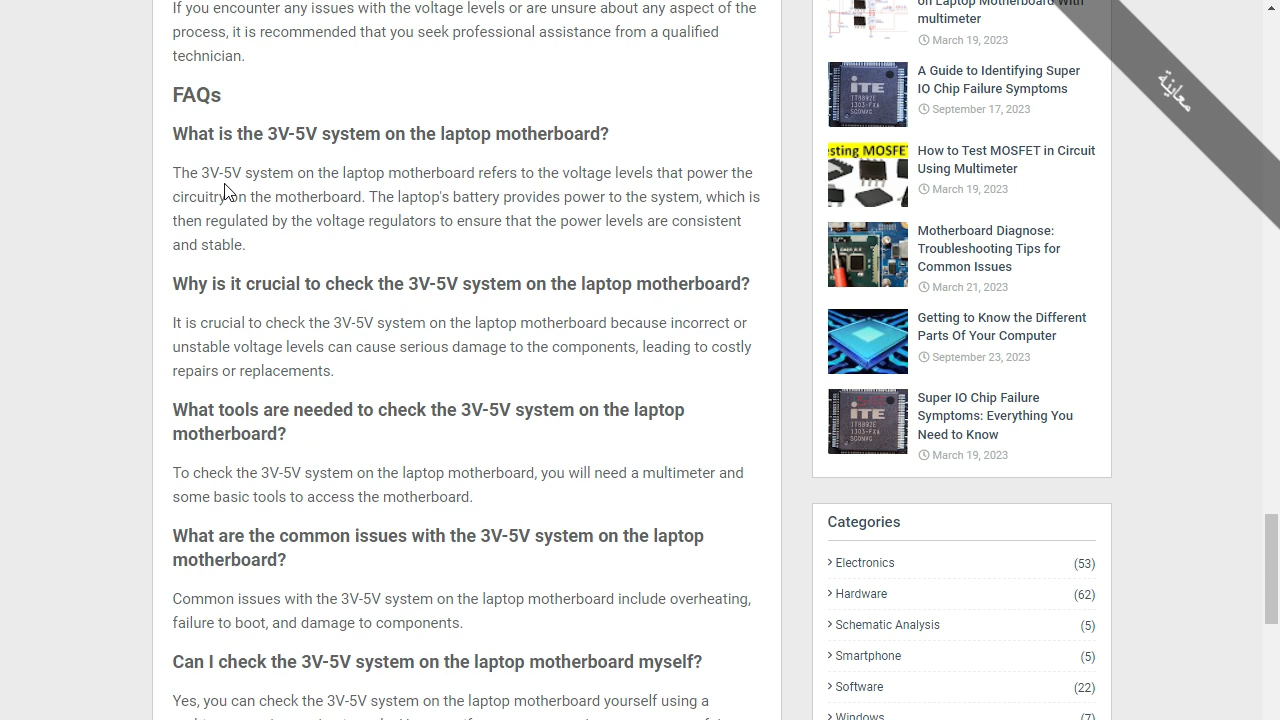 If you encounter any issues with the voltage levels or are unsure about any aspect of the
process, it is recommended that you seek professional assistance from a qualified
technician.
FAQs
What is the 3V-5V system on the laptop motherboard?
The 3V-5V system on the laptop motherboard refers to the voltage levels that power the
circuitry on the motherboard. The laptop's battery provides power to the system, which is
then regulated by the voltage regulators to ensure that the power levels are consistent
and stable.
Why is it crucial to check the 3V-5V system on the laptop motherboard?
It is crucial to check the 3V-5V system on the laptop motherboard because incorrect or
unstable voltage levels can cause serious damage to the components, leading to costly
repairs or replacements.
What tools are needed to check the 3V-5V system on the laptop
motherboard?
To check the 3V-5V system on the laptop motherboard, you will need a multimeter and
some basic tools to access the motherboard.
What are the common issues with the 3V-5V system on the laptop
motherboard?
Common issues with the 3V-5V system on the laptop motherboard include overheating,
failure to boot, and damage to components.
Can I check the 3V-5V system on the laptop motherboard myself?
Yes, you can check the 3V-5V system on the laptop motherboard yourself using a
on Laptop Motherboard With
multimeter
March 19, 2023
iTE
IT8892E
1303-FXA
A Guide to Identifying Super
IO Chip Failure Symptoms
September 17, 2023
esting MOSFE
How to Test MOSFET in Circuit
Using Multimeter
March 19, 2023
Motherboard Diagnose:
Troubleshooting Tips for
Common Issues
March 21, 2023
Getting to Know the Different
Parts Of Your Computer
September 23, 2023
iTE
IT8892E
1303-FXA
Super IO Chip Failure
Symptoms: Everything You
Need to Know
March 19, 2023
Categories
Electronics (53)
Hardware (62)
Schematic Analysis (5)
Smartphone (5)
Software (22)
Windows (7)
معاينة